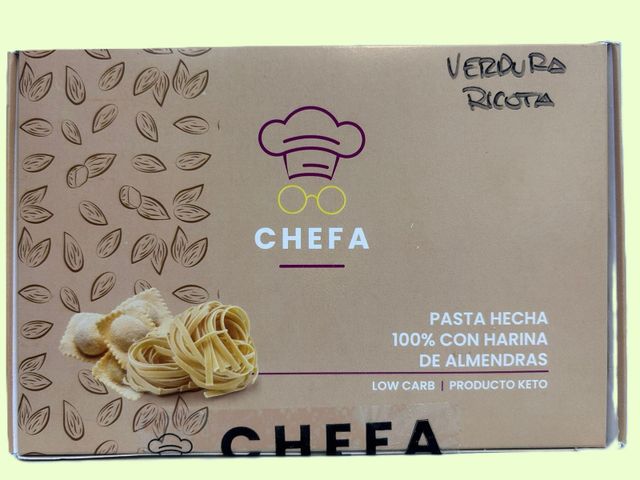 VERDURA
RICOTA
CHEFA
PASTA HECHA
100% CON HARINA
DE ALMENDRAS
LOW CARB | PRODUCTO KETO
CHEFA